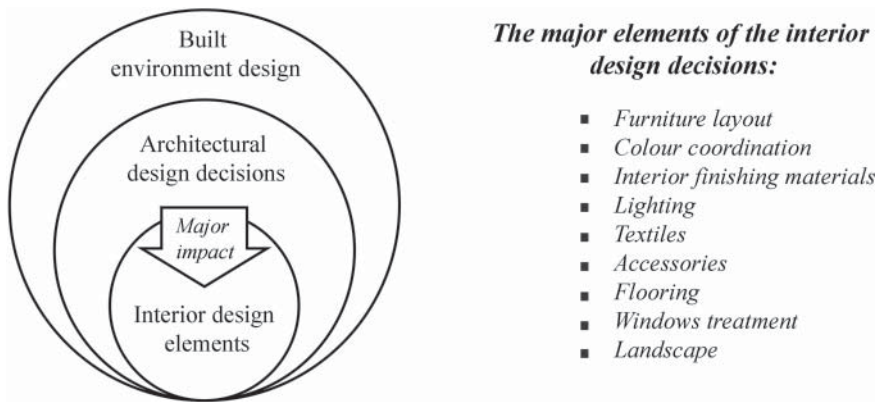 Built
environment design
Architectural
design decisions
Major
impact
Interior design
elements
The major elements of the interior
design decisions:
▪ Furniture layout
▪ Colour coordination
▪ Interior finishing materials
▪ Lighting
▪ Textiles
▪ Accessories
▪ Flooring
▪ Windows treatment
▪ Landscape